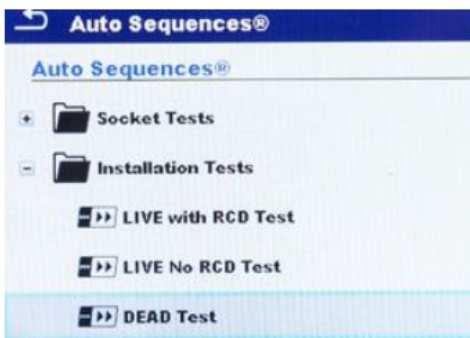 Auto Sequences®
Auto Sequences®
Socket Tests
Installation Tests
LIVE with RCD Test
LIVE No RCD Test
DEAD Test